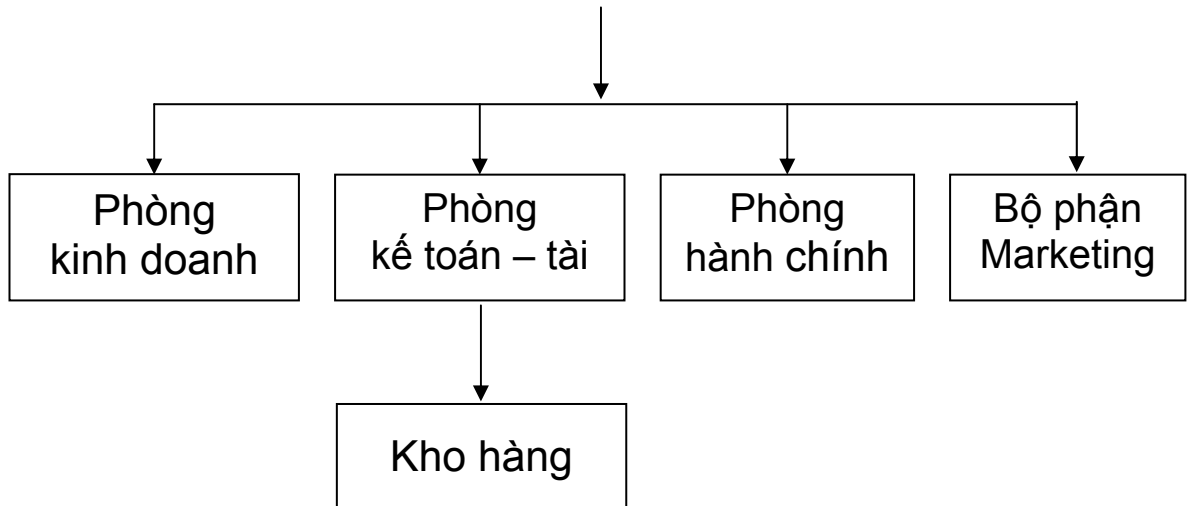 Phòng
kinh doanh
Phòng
kế toán – tài
Phòng
hành chính
Bộ phận
Marketing
Kho hàng